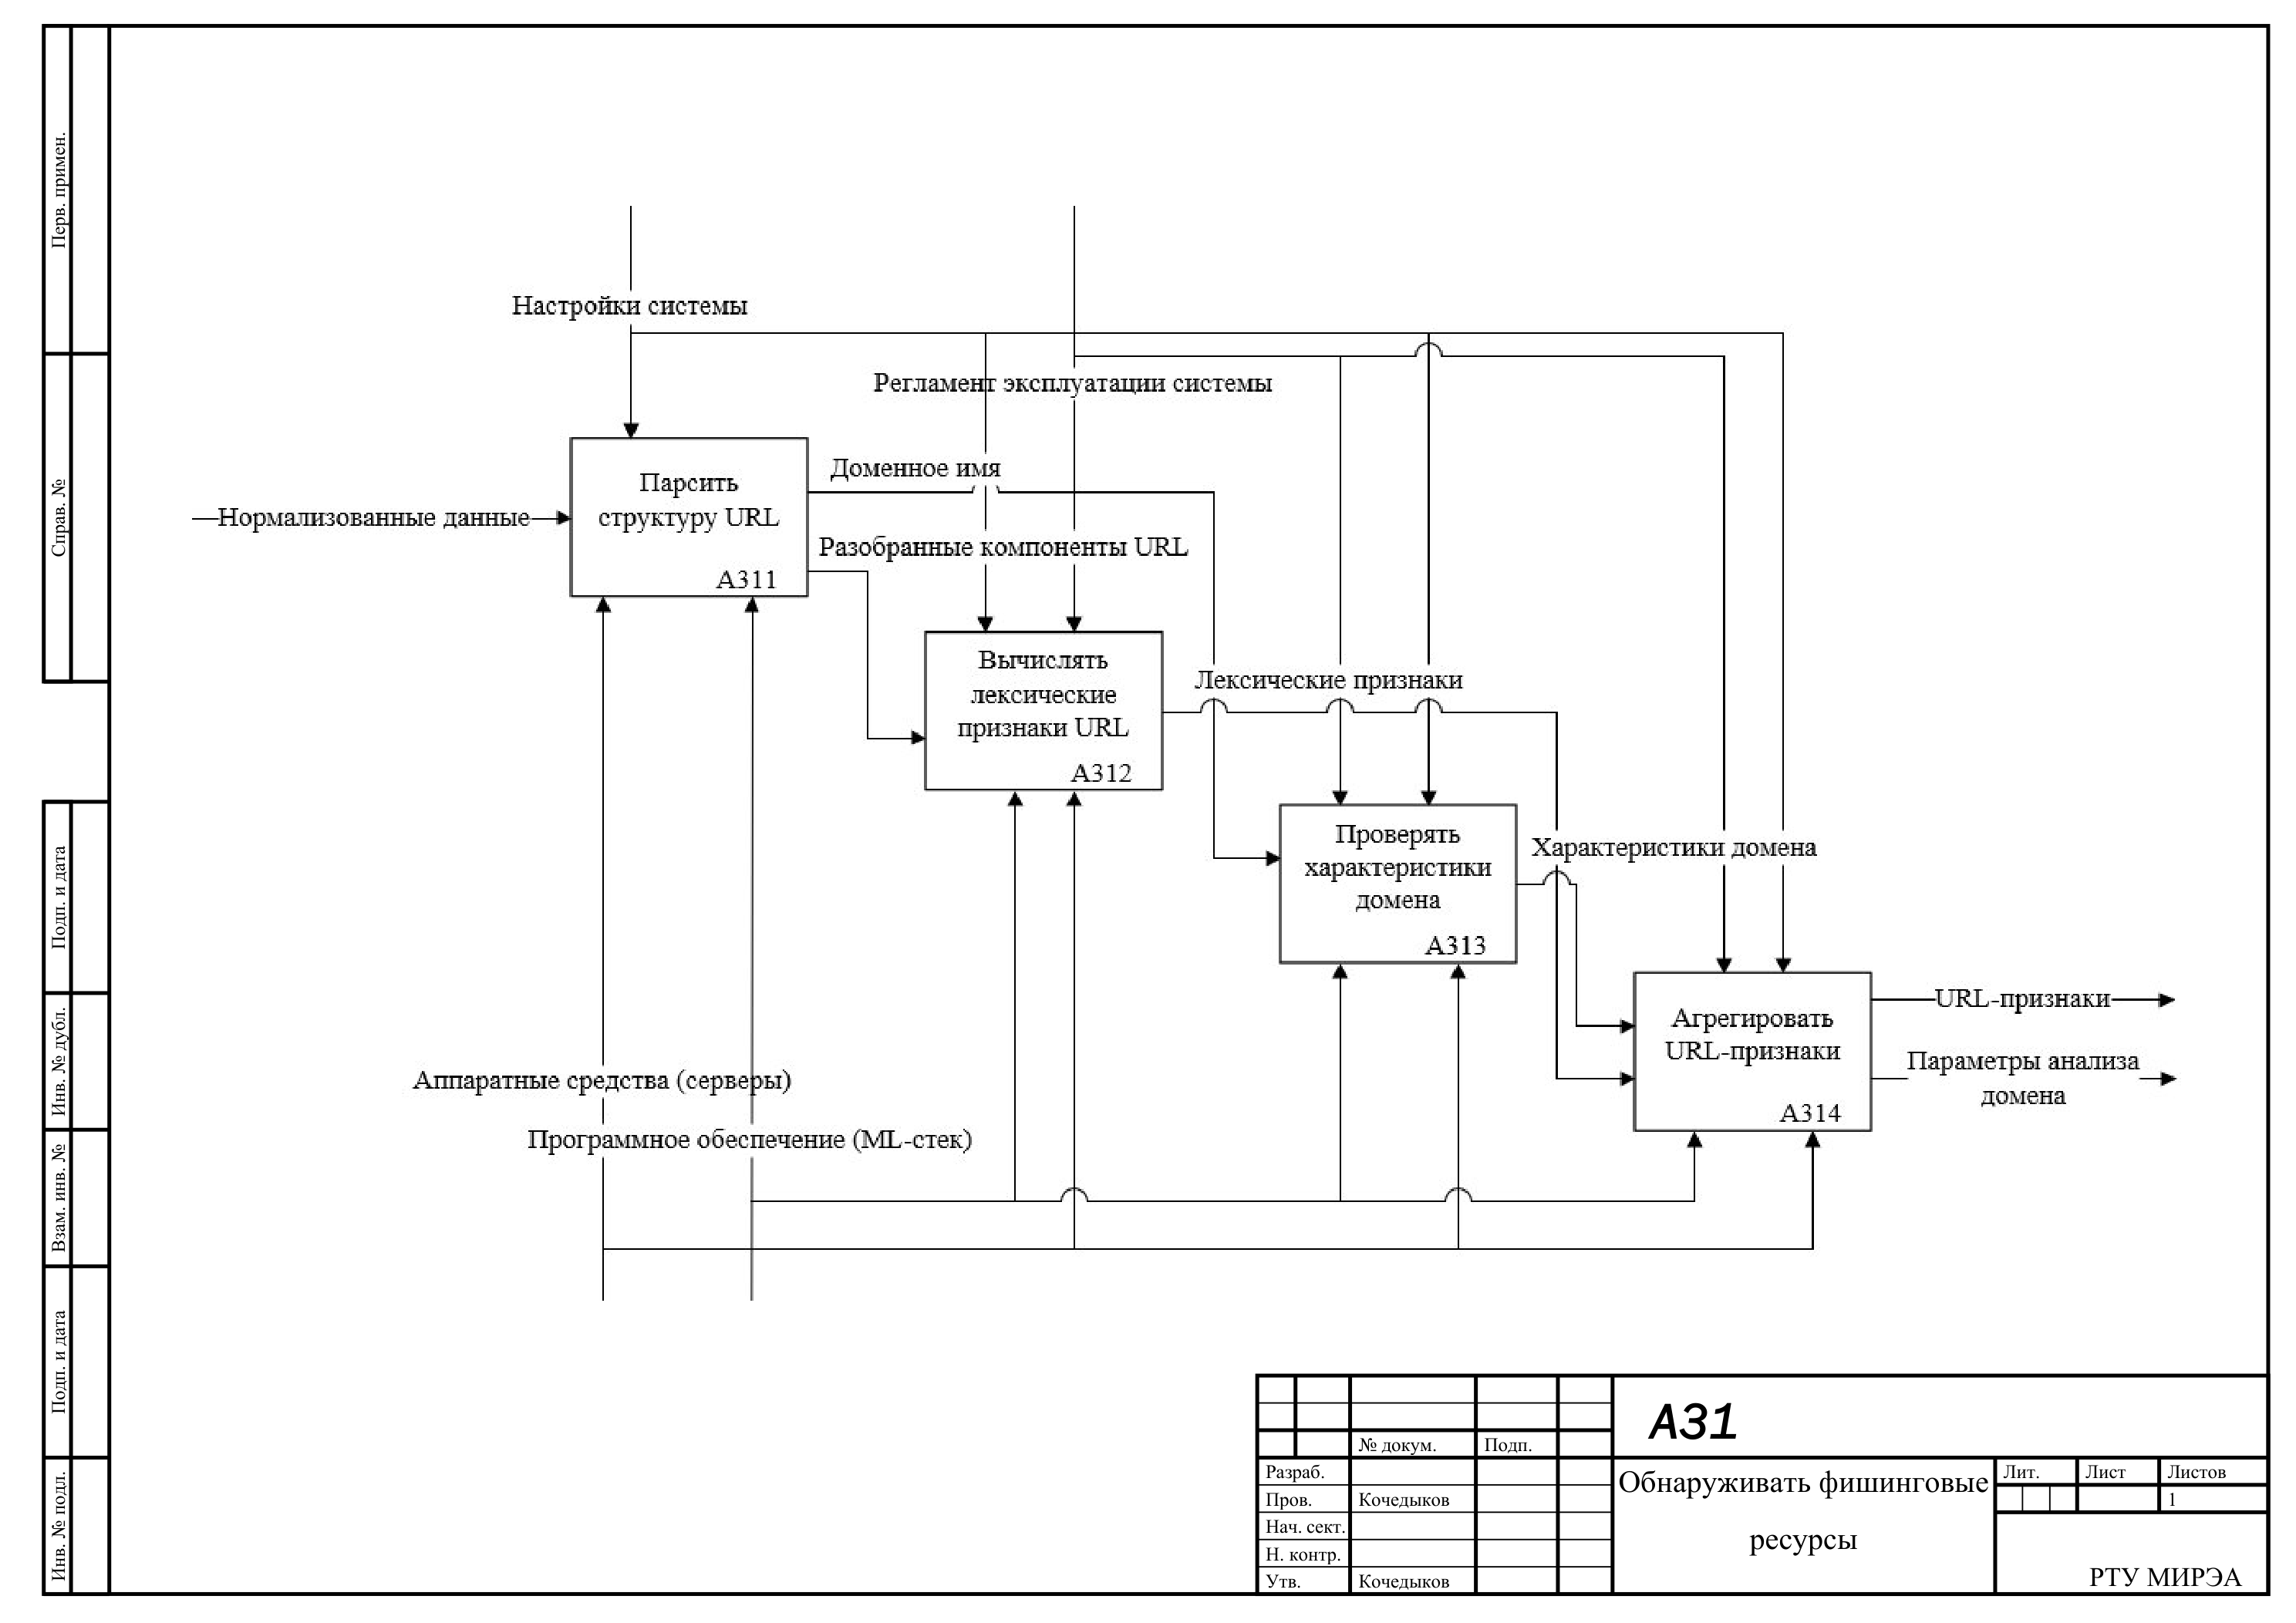 Перв. примен.
Справ. №
Подп. и дата
Инв. № дубл.
Взам. инв. №
Подп. и дата
Инв. № подл.
Настройки системы
Регламент эксплуатации системы
Нормализованные данные
Парсить
структуру URL
A311
Доменное имя
Разобранные компоненты URL
Вычислять
лексические
признаки URL
A312
Лексические признаки
Проверять
характеристики
домена
A313
Характеристики домена
Агрегировать
URL-признаки
A314
URL-признаки
Параметры анализа
домена
Аппаратные средства (серверы)
Программное обеспечение (ML-стек)
№ докум. Подп.
Разраб.
Пров. Кочедыков
Нач. сект.
Н. контр.
Утв. Кочедыков
А31
Обнаруживать фишинговые
ресурсы
Лит. Лист Листов
1
РТУ МИРЭА